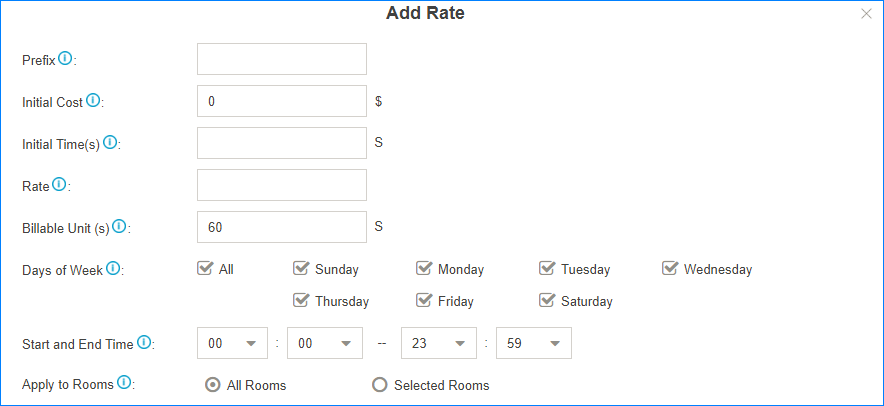 Add Rate
Prefix :
Initial Cost : 0 $
Initial Time(s) : S
Rate :
Billable Unit (s) : 60 S
Days of Week : All Sunday Monday Tuesday Wednesday
Thursday Friday Saturday
Start and End Time : 00 : 00 -- 23 : 59
Apply to Rooms : All Rooms Selected Rooms